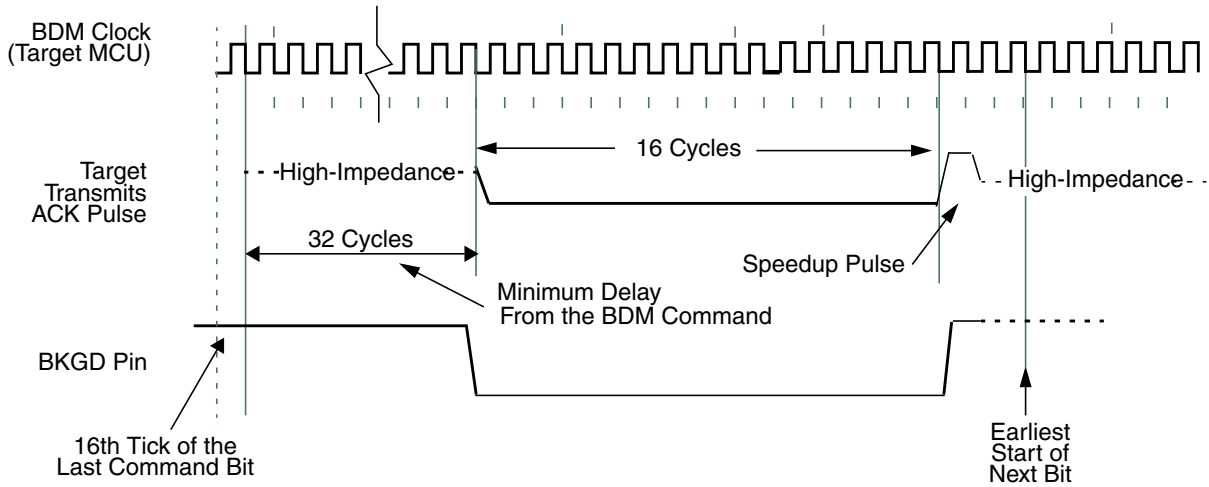 BDM Clock
(Target MCU)
16 Cycles
Target
Transmits
ACK Pulse
High-Impedance
High-Impedance
32 Cycles
Speedup Pulse
Minimum Delay
From the BDM Command
BKGD Pin
16th Tick of the
Last Command Bit
Earliest
Start of
Next Bit